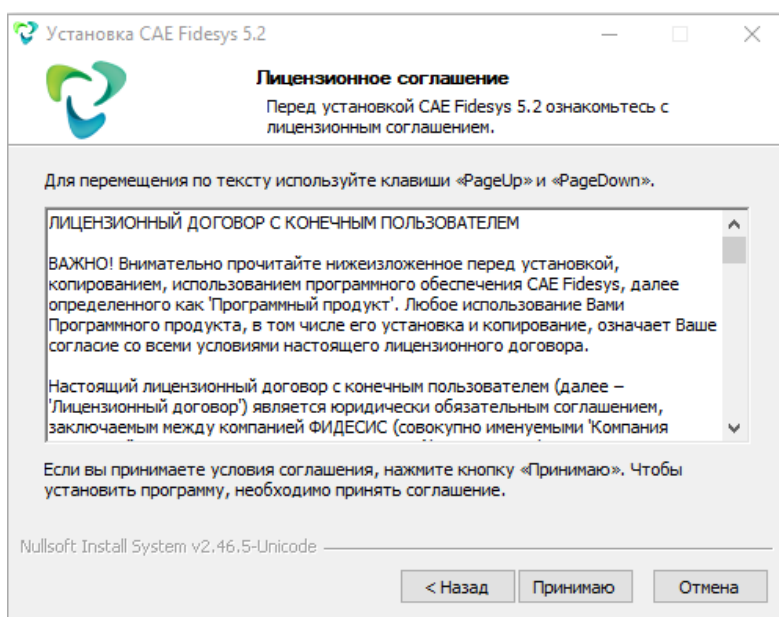 Установка CAE Fidesys 5.2
Лицензионное соглашение
Перед установкой CAE Fidesys 5.2 ознакомьтесь с
лицензионным соглашением.
Для перемещения по тексту используйте клавиши «PageUp» и «PageDown».
ЛИЦЕНЗИОННЫЙ ДОГОВОР С КОНЕЧНЫМ ПОЛЬЗОВАТЕЛЕМ
ВАЖНО! Внимательно прочитайте нижеизложенное перед установкой,
копированием, использованием программного обеспечения CAE Fidesys, далее
определенного как 'Программный продукт'. Любое использование Вами
Программного продукта, в том числе его установка и копирование, означает Ваше
согласие со всеми условиями настоящего лицензионного договора.
Настоящий лицензионный договор с конечным пользователем (далее –
'Лицензионный договор') является юридически обязательным соглашением,
заключаемым между компанией ФИДЕСИС (совокупно именуемыми 'Компания
Если вы принимаете условия соглашения, нажмите кнопку «Принимаю». Чтобы
установить программу, необходимо принять соглашение.
Nullsoft Install System v2.46.5-Unicode
< Назад
Принимаю
Отмена